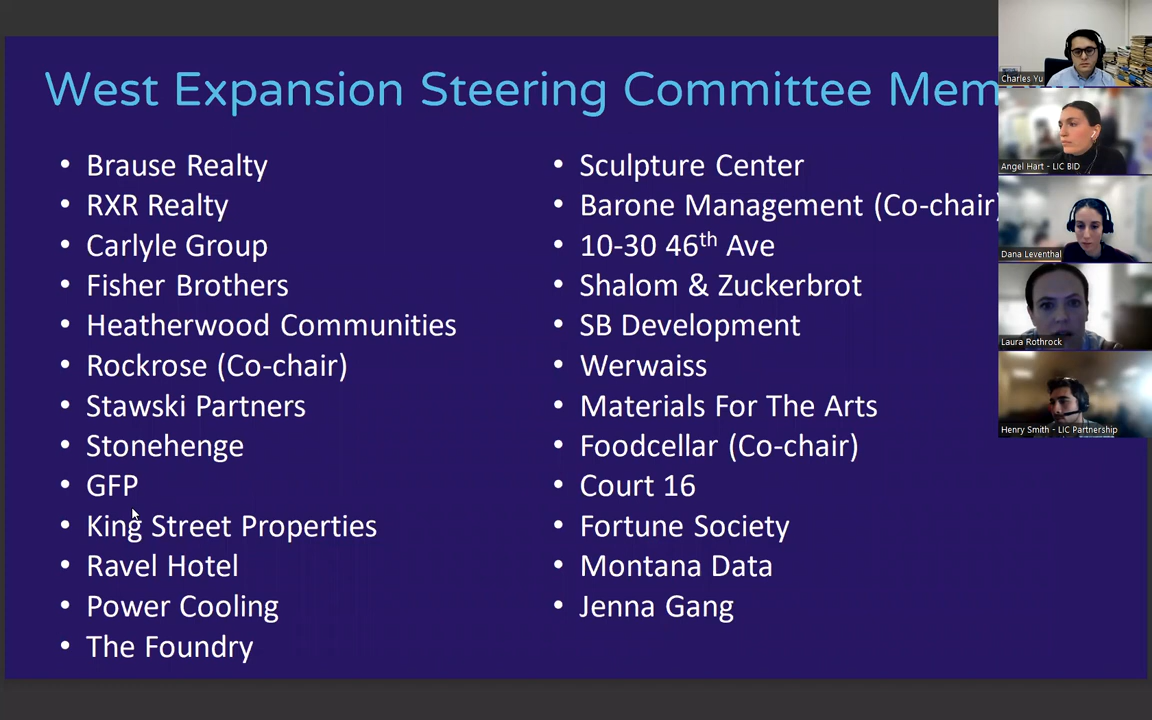 West Expansion Steering Committee Mem
• Brause Realty
• RXR Realty
• Carlyle Group
• Fisher Brothers
• Heatherwood Communities
• Rockrose (Co-chair)
• Stawski Partners
• Stonehenge
• GFP
• King Street Properties
• Ravel Hotel
• Power Cooling
• The Foundry
• Sculpture Center
• Barone Management (Co-chair)
• 10-30 46th Ave
• Shalom & Zuckerbrot
• SB Development
• Werwaiss
• Materials For The Arts
• Foodcellar (Co-chair)
• Court 16
• Fortune Society
• Montana Data
• Jenna Gang
Charles Yu
Angel Hart - LIC BID
Dana Leventhal
Laura Rothrock
Henry Smith - LIC Partnership